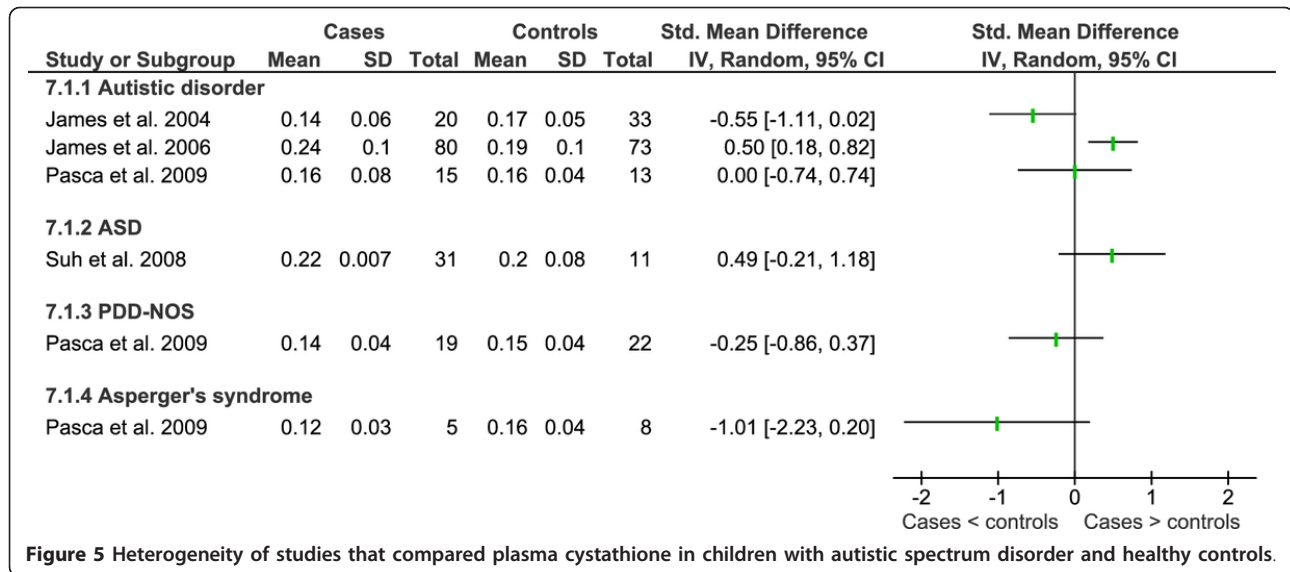 Cases Controls Std. Mean Difference Std. Mean Difference
Study or Subgroup Mean SD Total Mean SD Total IV, Random, 95% CI IV, Random, 95% CI
7.1.1 Autistic disorder
James et al. 2004 0.14 0.06 20 0.17 0.05 33 -0.55 [-1.11, 0.02]
James et al. 2006 0.24 0.1 80 0.19 0.1 73 0.50 [0.18, 0.82]
Pasca et al. 2009 0.16 0.08 15 0.16 0.04 13 0.00 [-0.74, 0.74]
7.1.2 ASD
Suh et al. 2008 0.22 0.007 31 0.2 0.08 11 0.49 [-0.21, 1.18]
7.1.3 PDD-NOS
Pasca et al. 2009 0.14 0.04 19 0.15 0.04 22 -0.25 [-0.86, 0.37]
7.1.4 Asperger's syndrome
Pasca et al. 2009 0.12 0.03 5 0.16 0.04 8 -1.01 [-2.23, 0.20]
-2 -1 0 1 2
Cases < controls Cases > controls
Figure 5 Heterogeneity of studies that compared plasma cystathione in children with autistic spectrum disorder and healthy controls.